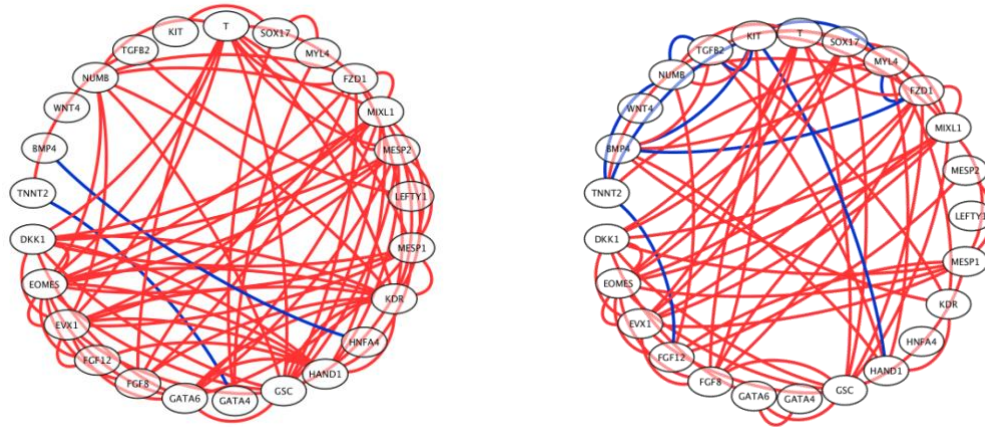 T
KIT
SOX17
TGFB2
MYL4
NUMB
FZD1
WNT4
MIXL1
BMP4
MESP2
TNNT2
LEFTY1
DKK1
MESP1
EOMES
KDR
EVX1
HNFA4
FGF12
HAND1
FGF8
GSC
GATA6
GATA4
T
KIT
SOX17
TGFB2
MYL4
NUMB
FZD1
WNT4
MIXL1
BMP4
MESP2
TNNT2
LEFTY1
DKK1
MESP1
EOMES
KDR
EVX1
HNFA4
FGF12
HAND1
FGF8
GSC
GATA6
GATA4